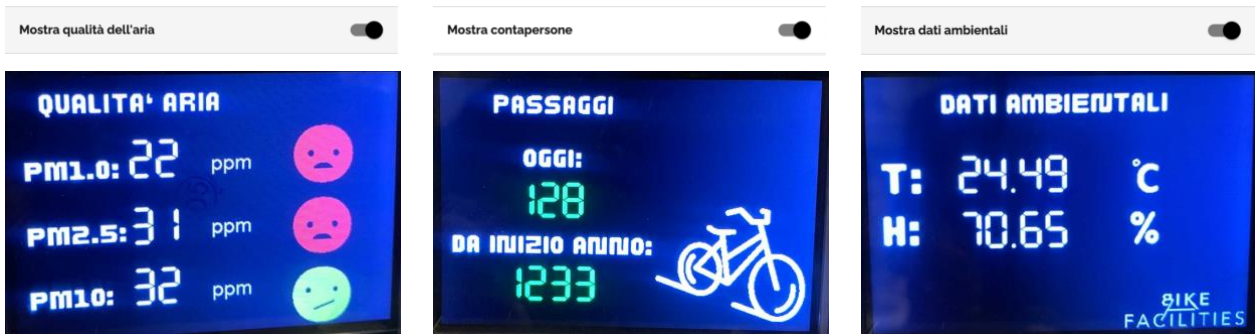 Mostra qualità dell'aria
QUALITA' ARIA
PM1.0: 22 ppm
PM2.5: 31 ppm
PM10: 32 ppm
Mostra contapersone
PASSAGGI
OGGI:
128
DA INIZIO ANNO:
1233
Mostra dati ambientali
DATI AMBIENTALI
T: 24.49 °C
H: 70.65 %
BIKE
FACILITIES